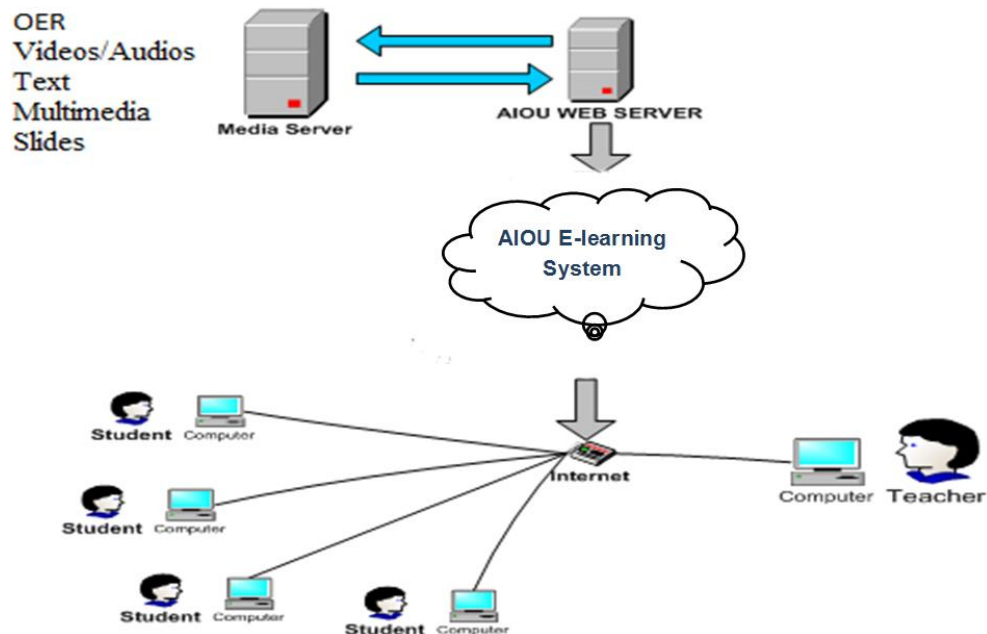 OER
Videos/Audios
Text
Multimedia
Slides
Media Server
AIOU WEB SERVER
AIOU E-learning
System
Student Computer
Internet
Computer Teacher
Student Computer
Student Computer
Student Computer